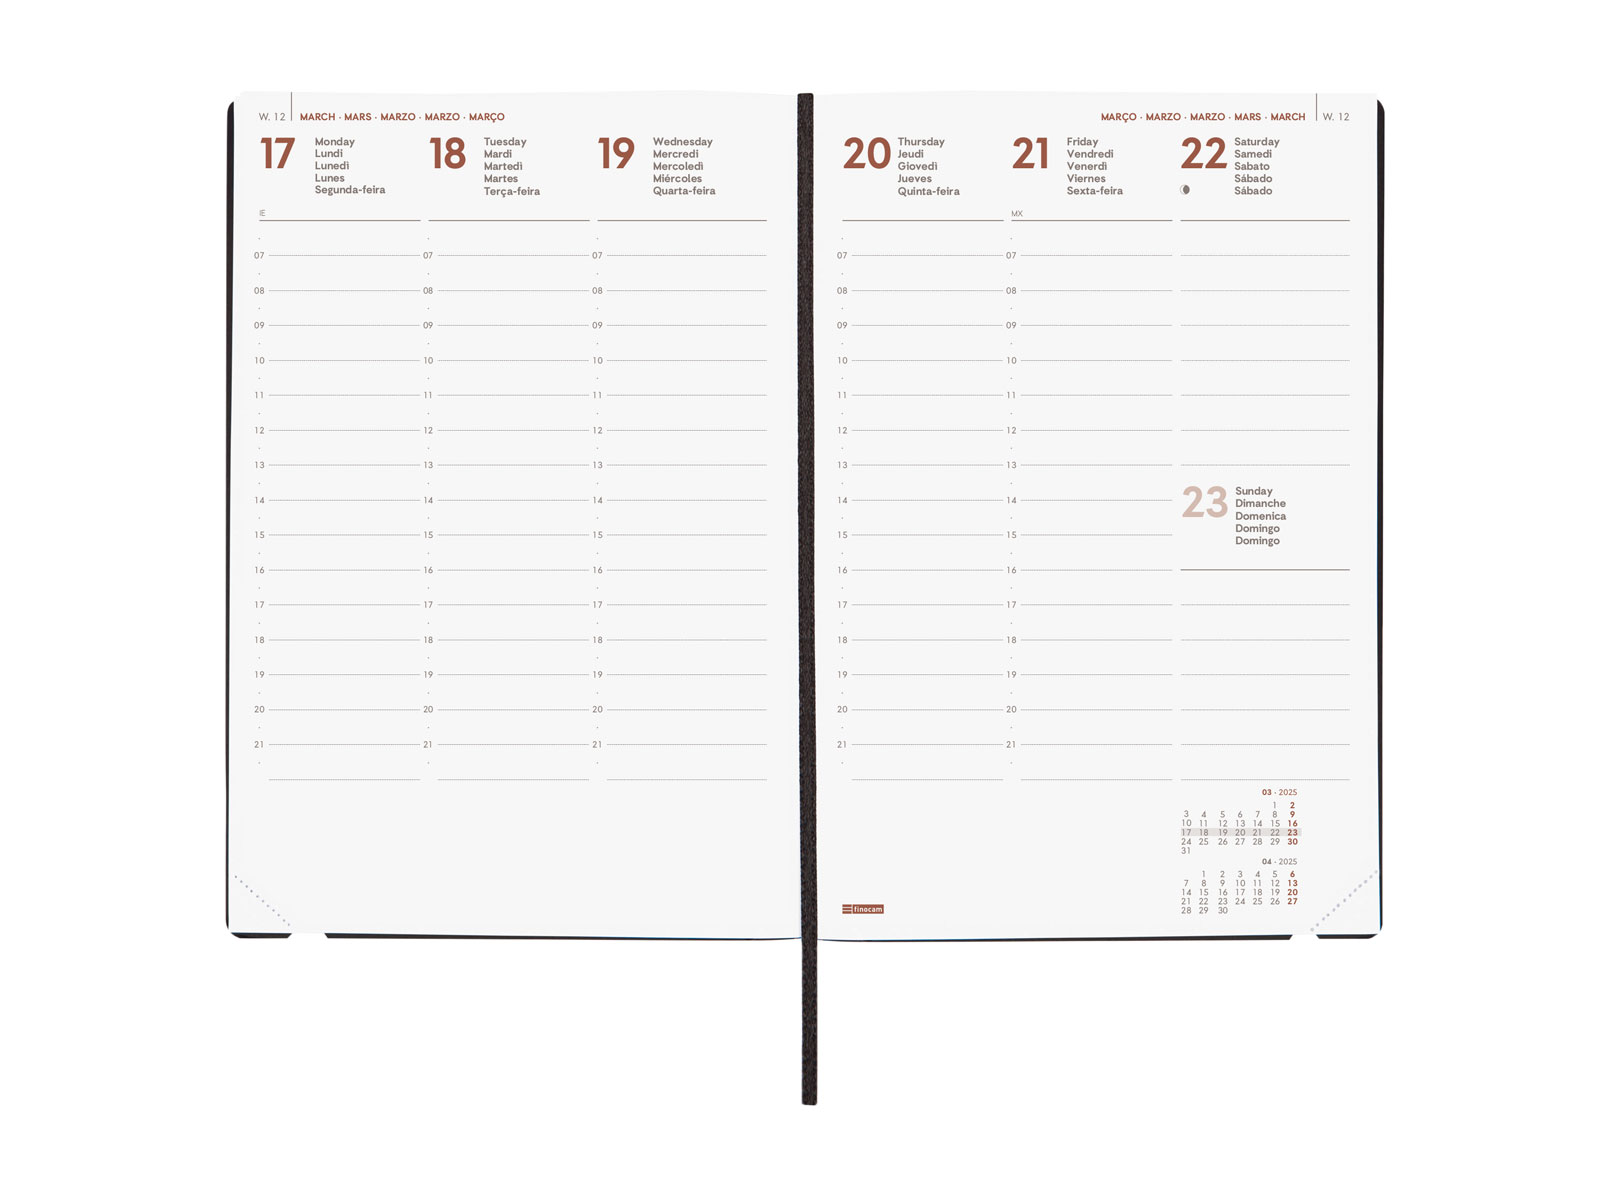 W. 12
MARCH · MARS · MARZO · MARZO · MARÇO
17
Monday
Lundi
Lunedì
Lunes
Segunda-feira
IE
18
Tuesday
Mardi
Martedì
Martes
Terça-feira
19
Wednesday
Mercredi
Mercoledì
Miércoles
Quarta-feira
07 07 07
08 08 08
09 09 09
10 10 10
11 11 11
12 12 12
13 13 13
14 14 14
15 15 15
16 16 16
17 17 17
18 18 18
19 19 19
20 20 20
21 21 21
MARÇO · MARZO · MARZO · MARS · MARCH
W. 12
20
Thursday
Jeudi
Giovedì
Jueves
Quinta-feira
21
Friday
Vendredi
Venerdì
Viernes
Sexta-feira
MX
22
Saturday
Samedi
Sabato
Sábado
Sábado
07 07
08 08
09 09
10 10
11 11
12 12
13 13
14 14
15 15
16 16
17 17
18 18
19 19
20 20
21 21
23
Sunday
Dimanche
Domenica
Domingo
Domingo
03 · 2025
1 2
3 4 5 6 7 8 9
10 11 12 13 14 15 16
17 18 19 20 21 22 23
24 25 26 27 28 29 30
31
04 · 2025
1 2 3 4 5 6
7 8 9 10 11 12 13
14 15 16 17 18 19 20
21 22 23 24 25 26 27
28 29 30
finocam